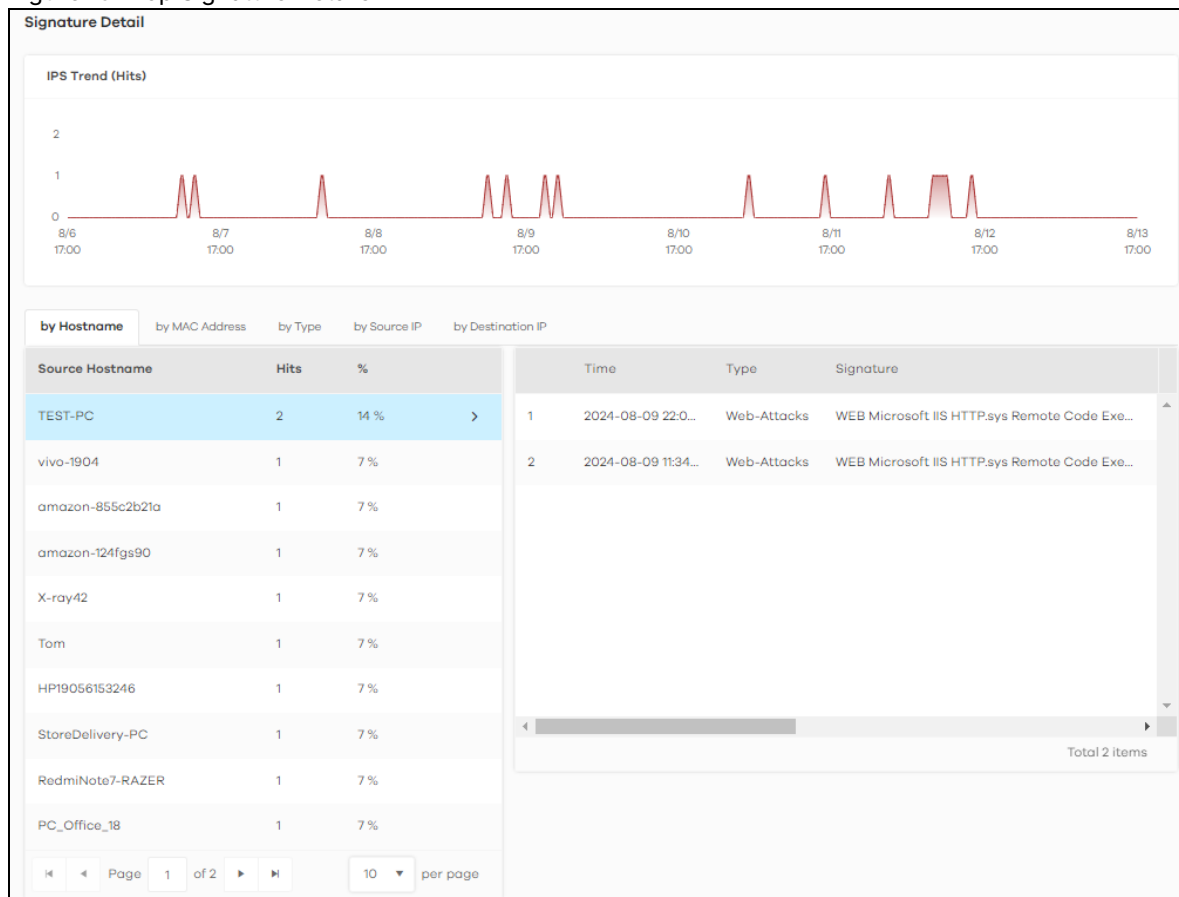 Signature Detail
IPS Trend (Hits)
2
1
0
8/6 8/7 8/8 8/9 8/10 8/11 8/12 8/13
17:00 17:00 17:00 17:00 17:00 17:00 17:00 17:00
by Hostname by MAC Address by Type by Source IP by Destination IP
Source Hostname Hits % Time Type Signature
TEST-PC 2 14 % > 1 2024-08-09 22:0... Web-Attacks WEB Microsoft IIS HTTP.sys Remote Code Exe...
vivo-1904 1 7 % 2 2024-08-09 11:34... Web-Attacks WEB Microsoft IIS HTTP.sys Remote Code Exe...
amazon-855c2b21a 1 7 %
amazon-124fgs90 1 7 %
X-ray42 1 7 %
Tom 1 7 %
HP19056153246 1 7 %
StoreDelivery-PC 1 7 %
Total 2 items
RedmiNote7-RAZER 1 7 %
PC_Office_18 1 7 %
Page 1 of 2 10 per page